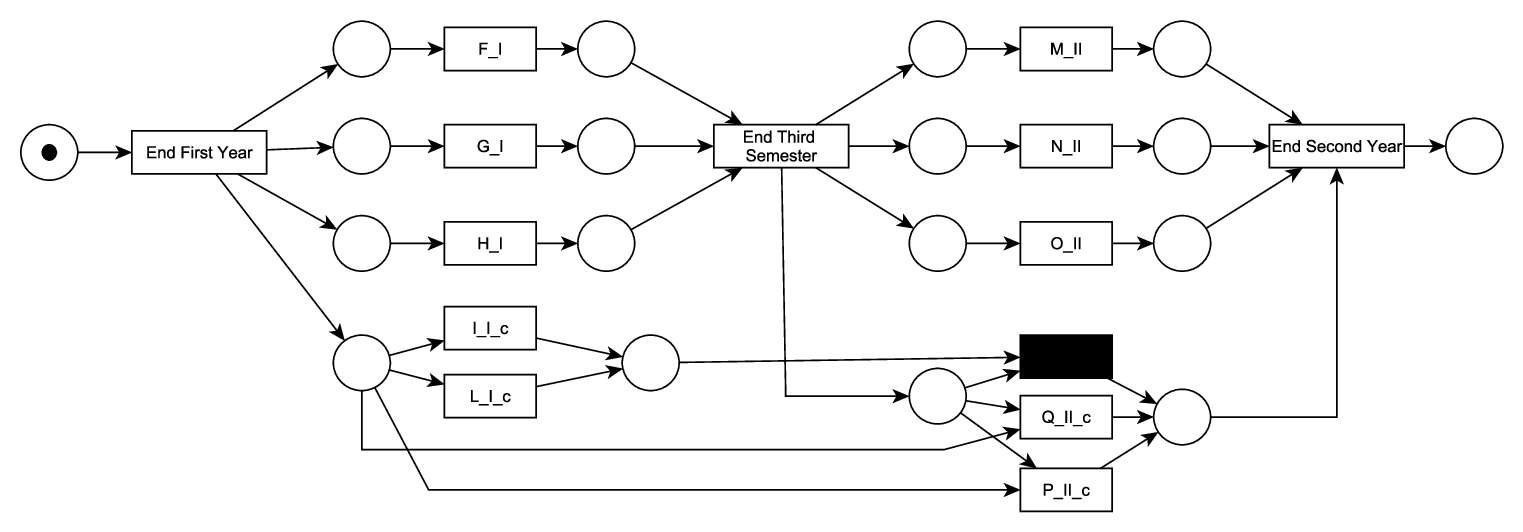 F_I
M_II
End First Year
G_I
End Third
Semester
N_II
End Second Year
H_I
O_II
I_I_c
L_I_c
Q_II_c
P_II_c